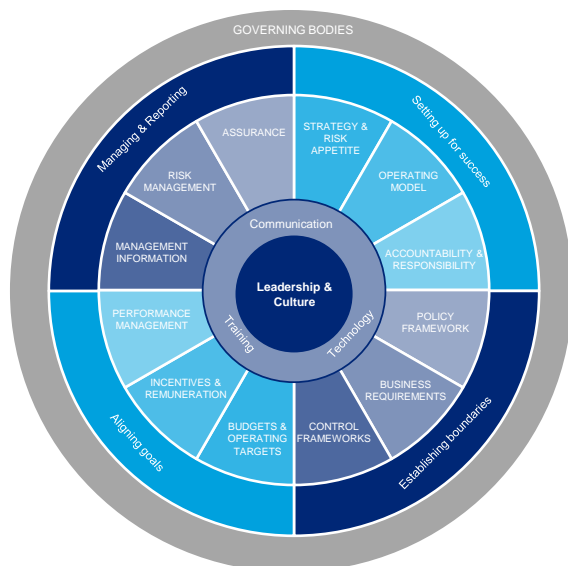 GOVERNING BODIES
Managing & Reporting
Setting up for success
ASSURANCE
STRATEGY &
RISK
APPETITE
RISK
MANAGEMENT
OPERATING
MODEL
MANAGEMENT
INFORMATION
ACCOUNTABILITY &
RESPONSIBILITY
Communication
Leadership &
Culture
Training
Technology
PERFORMANCE
MANAGEMENT
POLICY
FRAMEWORK
INCENTIVES &
REMUNERATION
BUSINESS
REQUIREMENTS
BUDGETS &
OPERATING
TARGETS
CONTROL
FRAMEWORKS
Aligning goals
Establishing boundaries